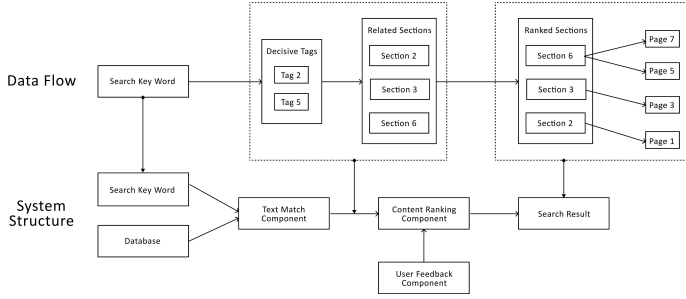 Data Flow
Search Key Word
Decisive Tags
Tag 2
Tag 5
Related Sections
Section 2
Section 3
Section 6
Ranked Sections
Section 6
Section 3
Section 2
Page 7
Page 5
Page 3
Page 1
System
Structure
Search Key Word
Database
Text Match
Component
Content Ranking
Component
Search Result
User Feedback
Component